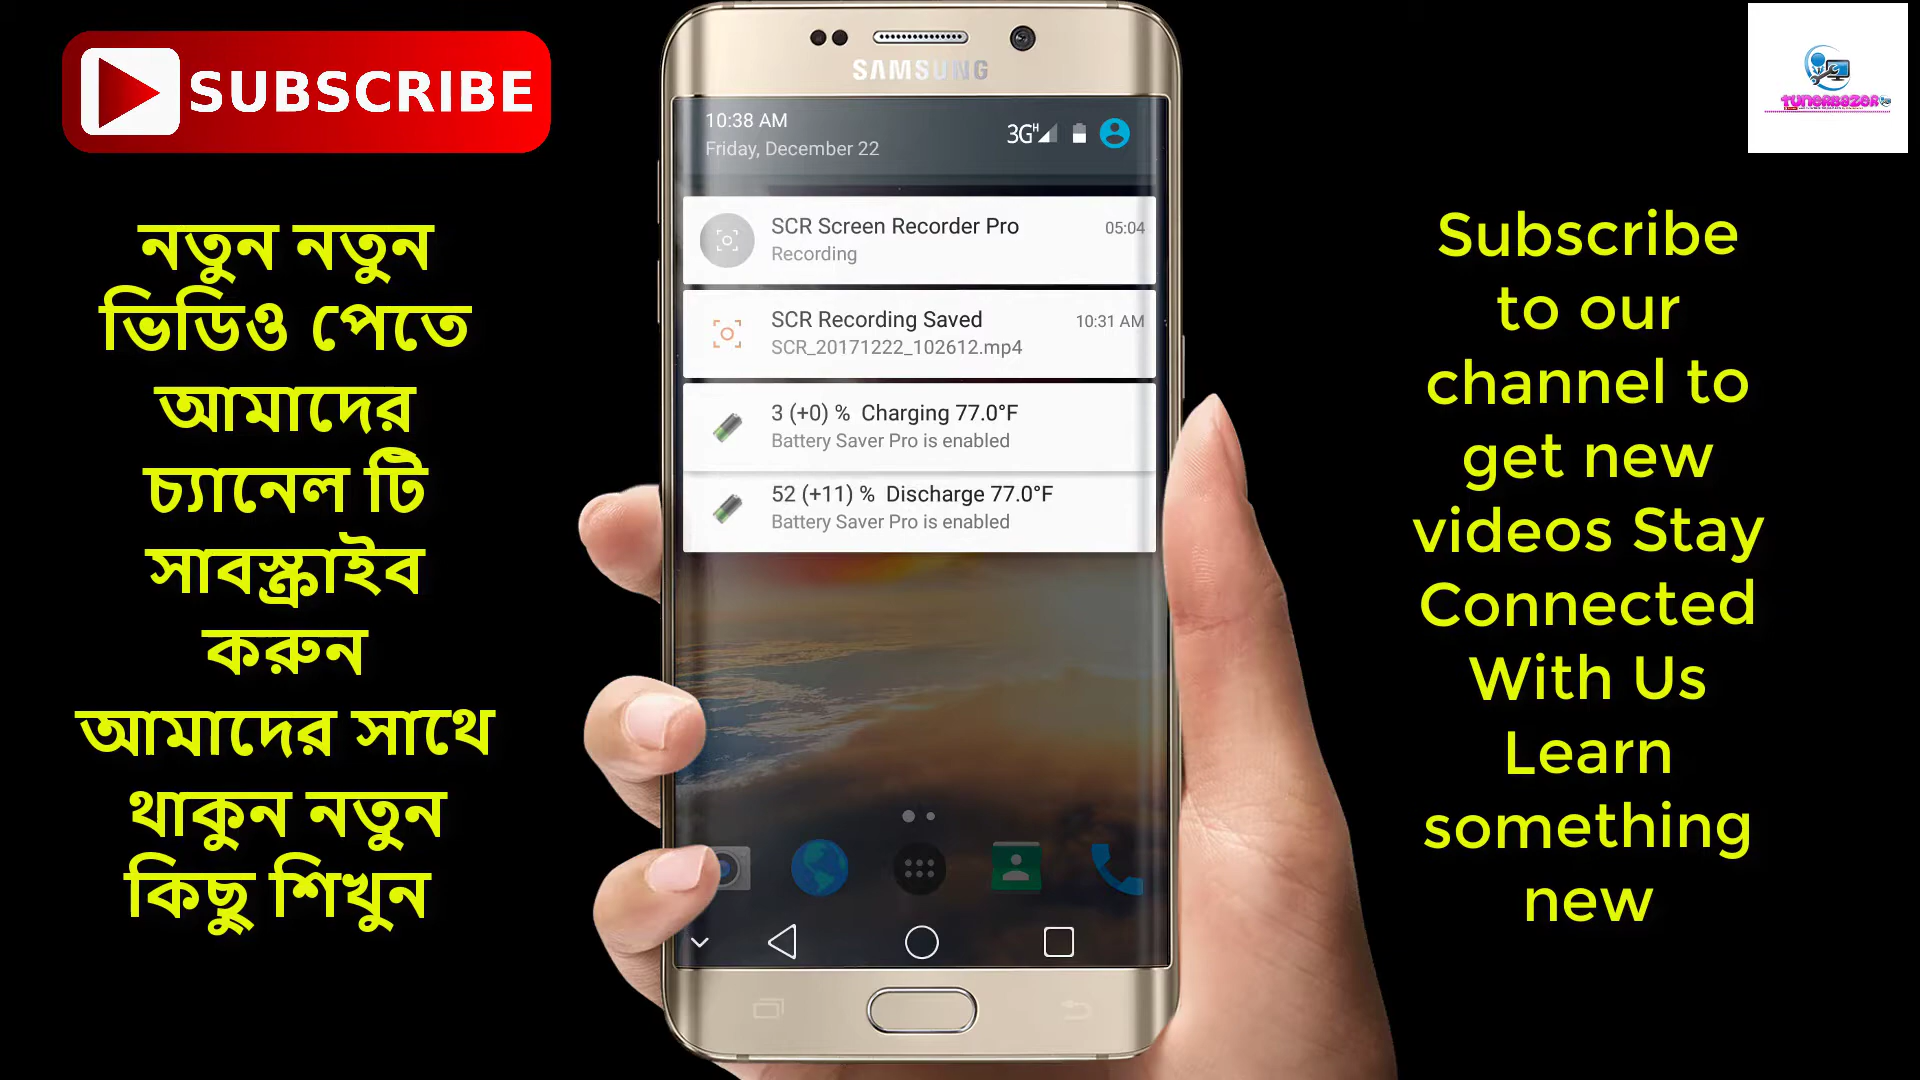 SUBSCRIBE
নতুন নতুন
ভিডিও পেতে
আমাদের
চ্যানেল টি
সাবস্ক্রাইব
করুন
আমাদের সাথে
থাকুন নতুন
কিছু শিখুন
SAMSUNG
10:38 AM
Friday, December 22
3G H
SCR Screen Recorder Pro 05:04
Recording
SCR Recording Saved 10:31 AM
SCR_20171222_102612.mp4
3 (+0) % Charging 77.0°F
Battery Saver Pro is enabled
52 (+11) % Discharge 77.0°F
Battery Saver Pro is enabled
TUNERBAZER
Subscribe
to our
channel to
get new
videos Stay
Connected
With Us
Learn
something
new